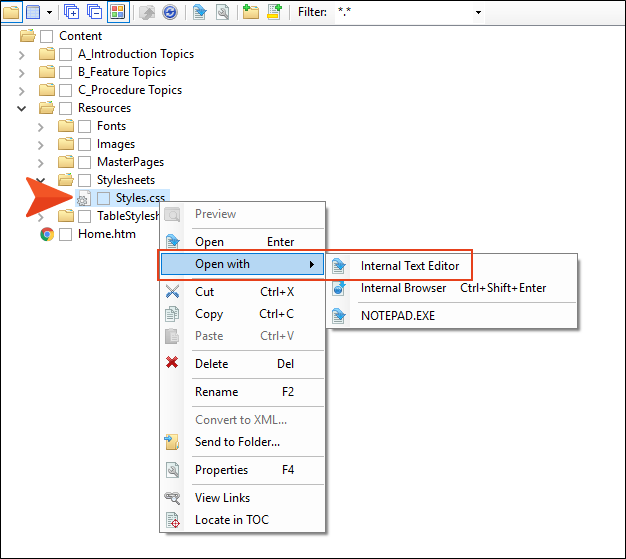 Filter: *.*
Content
A_Introduction Topics
B_Feature Topics
C_Procedure Topics
Resources
Fonts
Images
MasterPages
Stylesheets
Styles.css
TableStylesh
Home.htm
Preview
Open Enter
Open with
Cut Ctrl+X
Copy Ctrl+C
Paste Ctrl+V
Delete Del
Rename F2
Convert to XML...
Send to Folder...
Properties F4
View Links
Locate in TOC
Internal Text Editor
Internal Browser Ctrl+Shift+Enter
NOTEPAD.EXE